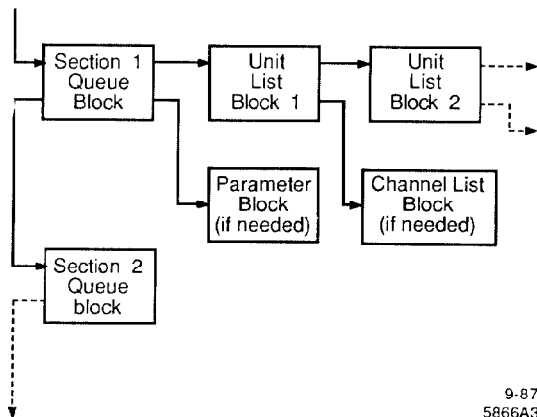 Section 1
Queue
Block
Unit
List
Block 1
Unit
List
Block 2
Parameter
Block
(if needed)
Channel List
Block
(if needed)
Section 2
Queue
block
9-87
5866A3